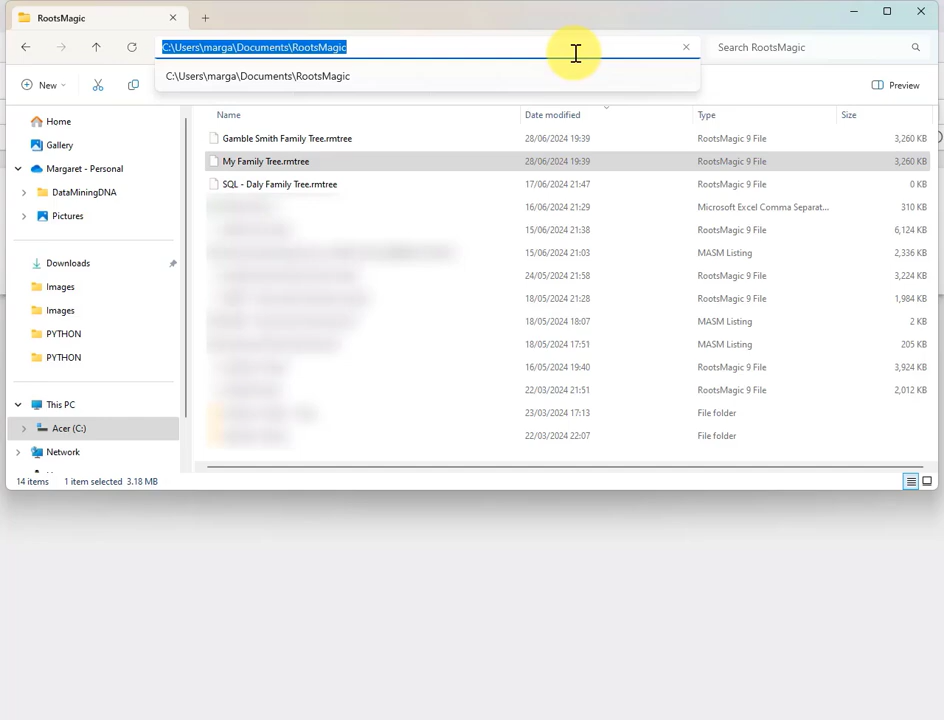 RootsMagic
C:\Users\marga\Documents\RootsMagic
Search RootsMagic
C:\Users\marga\Documents\RootsMagic
New
Preview
Name Date modified Type Size
Home
Gallery
Margaret - Personal
DataMiningDNA
Pictures
Downloads
Images
Images
PYTHON
PYTHON
This PC
Acer (C:)
Network
Gamble Smith Family Tree.rmtree 28/06/2024 19:39 RootsMagic 9 File 3,260 KB
My Family Tree.rmtree 28/06/2024 19:39 RootsMagic 9 File 3,260 KB
SQL - Daly Family Tree.rmtree 17/06/2024 21:47 RootsMagic 9 File 0 KB
16/06/2024 21:29 Microsoft Excel Comma Separat... 310 KB
15/06/2024 21:38 RootsMagic 9 File 6,124 KB
15/06/2024 21:03 MASM Listing 2,336 KB
24/05/2024 21:58 RootsMagic 9 File 3,224 KB
18/05/2024 21:28 RootsMagic 9 File 1,984 KB
18/05/2024 18:07 MASM Listing 2 KB
18/05/2024 17:51 MASM Listing 205 KB
16/05/2024 19:40 RootsMagic 9 File 3,924 KB
22/03/2024 21:51 RootsMagic 9 File 2,012 KB
23/03/2024 17:13 File folder
22/03/2024 22:07 File folder
14 items 1 item selected 3.18 MB